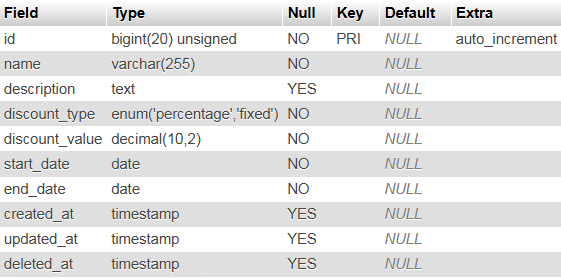 Field Type Null Key Default Extra
id bigint(20) unsigned NO PRI NULL auto_increment
name varchar(255) NO NULL
description text YES NULL
discount_type enum('percentage','fixed') NO NULL
discount_value decimal(10,2) NO NULL
start_date date NO NULL
end_date date NO NULL
created_at timestamp YES NULL
updated_at timestamp YES NULL
deleted_at timestamp YES NULL